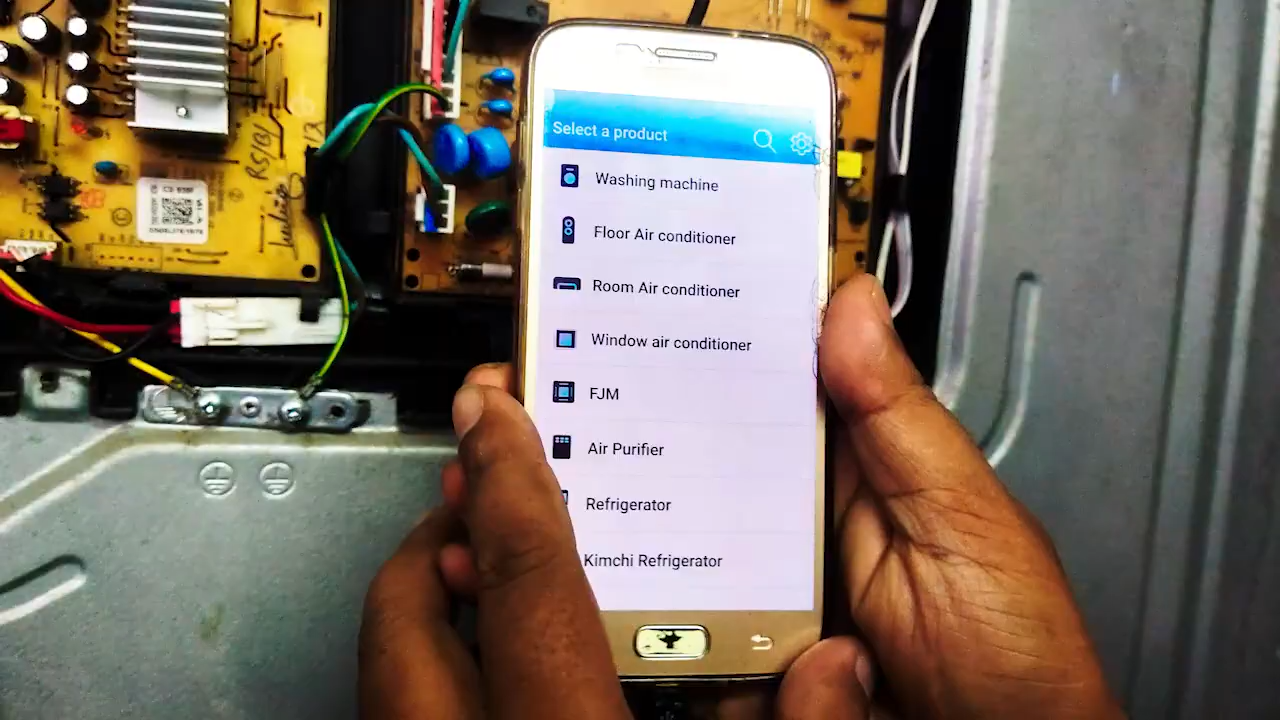 Select a product
Washing machine
Floor Air conditioner
Room Air conditioner
Window air conditioner
FJM
Air Purifier
Refrigerator
Kimchi Refrigerator